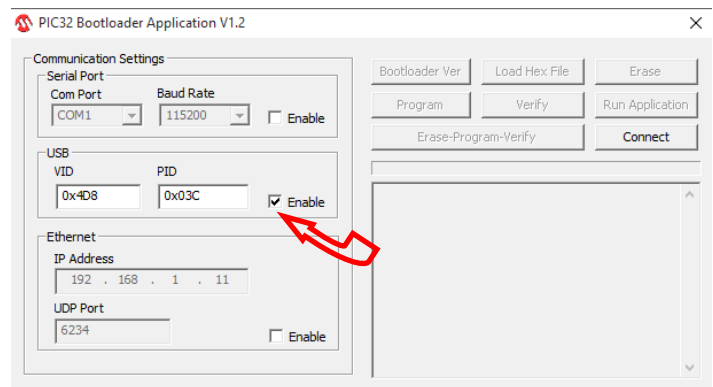 PIC32 Bootloader Application V1.2
Communication Settings
Serial Port
Com Port Baud Rate
COM1 115200 Enable
USB
VID PID
0x4D8 0x03C Enable
Ethernet
IP Address
192 . 168 . 1 . 11
UDP Port
6234 Enable
Bootloader Ver Load Hex File Erase
Program Verify Run Application
Erase-Program-Verify Connect